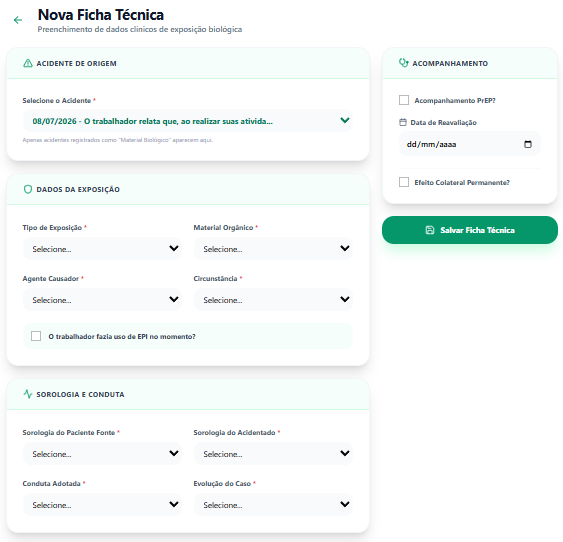 Nova Ficha Técnica
Preenchimento de dados clínicos de exposição biológica
ACIDENTE DE ORIGEM
Selecione o Acidente *
08/07/2026 - O trabalhador relata que, ao realizar suas ativida...
Apenas acidentes registrados como "Material Biológico" aparecem aqui.
DADOS DA EXPOSIÇÃO
Tipo de Exposição *
Material Orgânico *
Selecione...
Selecione...
Agente Causador *
Circunstância *
Selecione...
Selecione...
O trabalhador fazia uso de EPI no momento?
SOROLOGIA E CONDUTA
Sorologia do Paciente Fonte *
Sorologia do Acidentado *
Selecione...
Selecione...
Conduta Adotada *
Evolução do Caso *
Selecione...
Selecione...
ACOMPANHAMENTO
Acompanhamento PrEP?
Data de Reavaliação
dd/mm/aaaa
Efeito Colateral Permanente?
Salvar Ficha Técnica